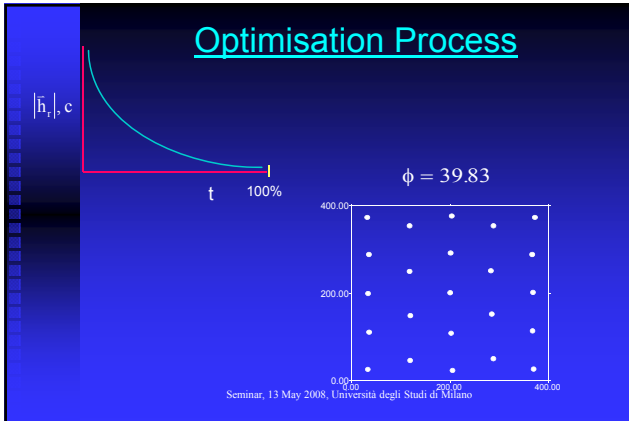 Optimisation Process
|h̄ᵣ|, c
t
100%
ϕ = 39.83
400.00
200.00
0.00
0.00
200.00
400.00
Seminar, 13 May 2008, Università degli Studi di Milano